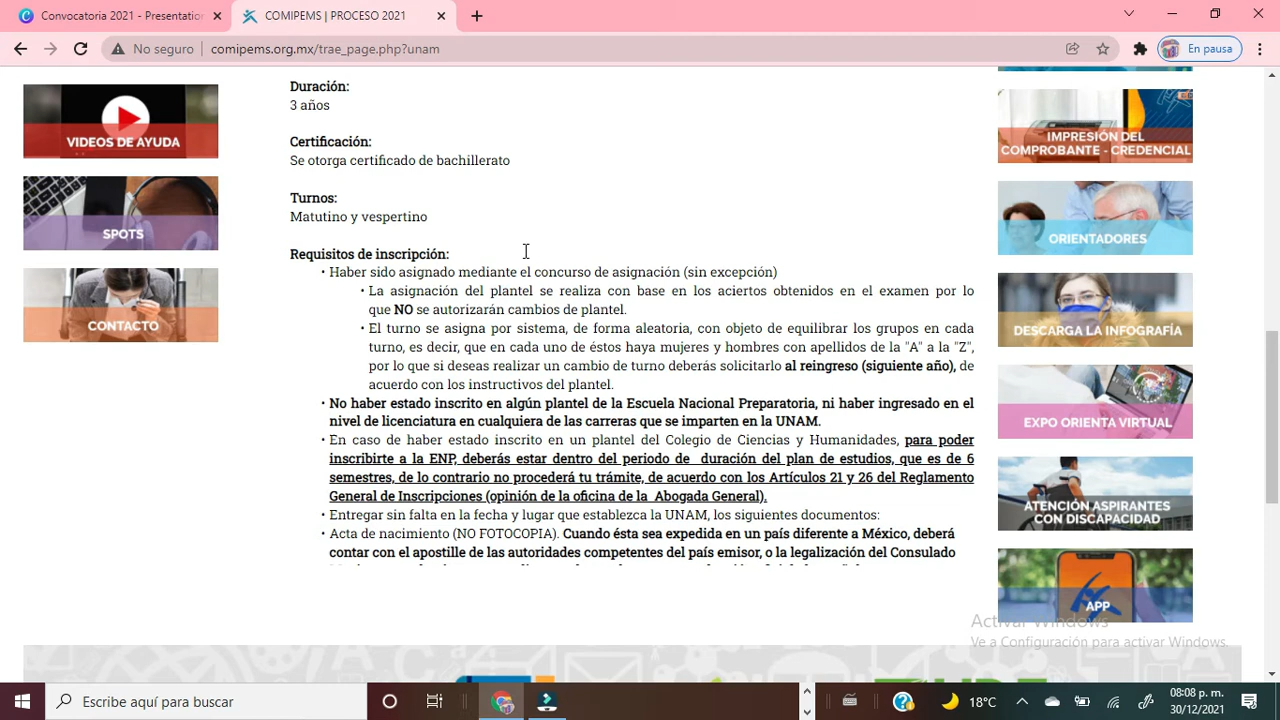 Convocatoria 2021 - Presentation
COMIPEMS | PROCESO 2021
No seguro
comipems.org.mx/trae_page.php?unam
En pausa
VIDEOS DE AYUDA
SPOTS
CONTACTO
Duración:
3 años
Certificación:
Se otorga certificado de bachillerato
Turnos:
Matutino y vespertino
Requisitos de inscripción:
• Haber sido asignado mediante el concurso de asignación (sin excepción)
• La asignación del plantel se realiza con base en los aciertos obtenidos en el examen por lo
que NO se autorizarán cambios de plantel.
• El turno se asigna por sistema, de forma aleatoria, con objeto de equilibrar los grupos en cada
turno, es decir, que en cada uno de éstos haya mujeres y hombres con apellidos de la "A" a la "Z",
por lo que si deseas realizar un cambio de turno deberás solicitarlo al reingreso (siguiente año), de
acuerdo con los instructivos del plantel.
• No haber estado inscrito en algún plantel de la Escuela Nacional Preparatoria, ni haber ingresado en el
nivel de licenciatura en cualquiera de las carreras que se imparten en la UNAM.
• En caso de haber estado inscrito en un plantel del Colegio de Ciencias y Humanidades, para poder
inscribirte a la ENP, deberás estar dentro del periodo de duración del plan de estudios, que es de 6
semestres, de lo contrario no procederá tu trámite, de acuerdo con los Artículos 21 y 26 del Reglamento
General de Inscripciones (opinión de la oficina de la Abogada General).
• Entregar de alta en la fecha y lugar que establezca la UNAM, los siguientes documentos:
• Acta de nacimiento (NO FOTOCOPIA). Cuando ésta sea expedida en un país diferente a México, deberá
contar con el apostille de las autoridades competentes del país emisor, o la legalización del Consulado
IMPRESIÓN DEL
COMPROBANTE - CREDENCIAL
ORIENTADORES
DESCARGA LA INFOGRAFÍA
EXPO ORIENTA VIRTUAL
ATENCIÓN ASPIRANTES
CON DISCAPACIDAD
APP
Activar Windows
Ve a Configuración para activar Windows.
Escribe aquí para buscar
18°C
08:08 p. m.
30/12/2021